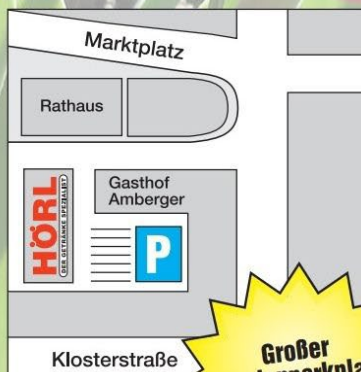 Marktplatz
Rathaus
Gasthof
Amberger
HÖRL
DER GETRÄNKE SPEZIALIST
P
Klosterstraße
Großer